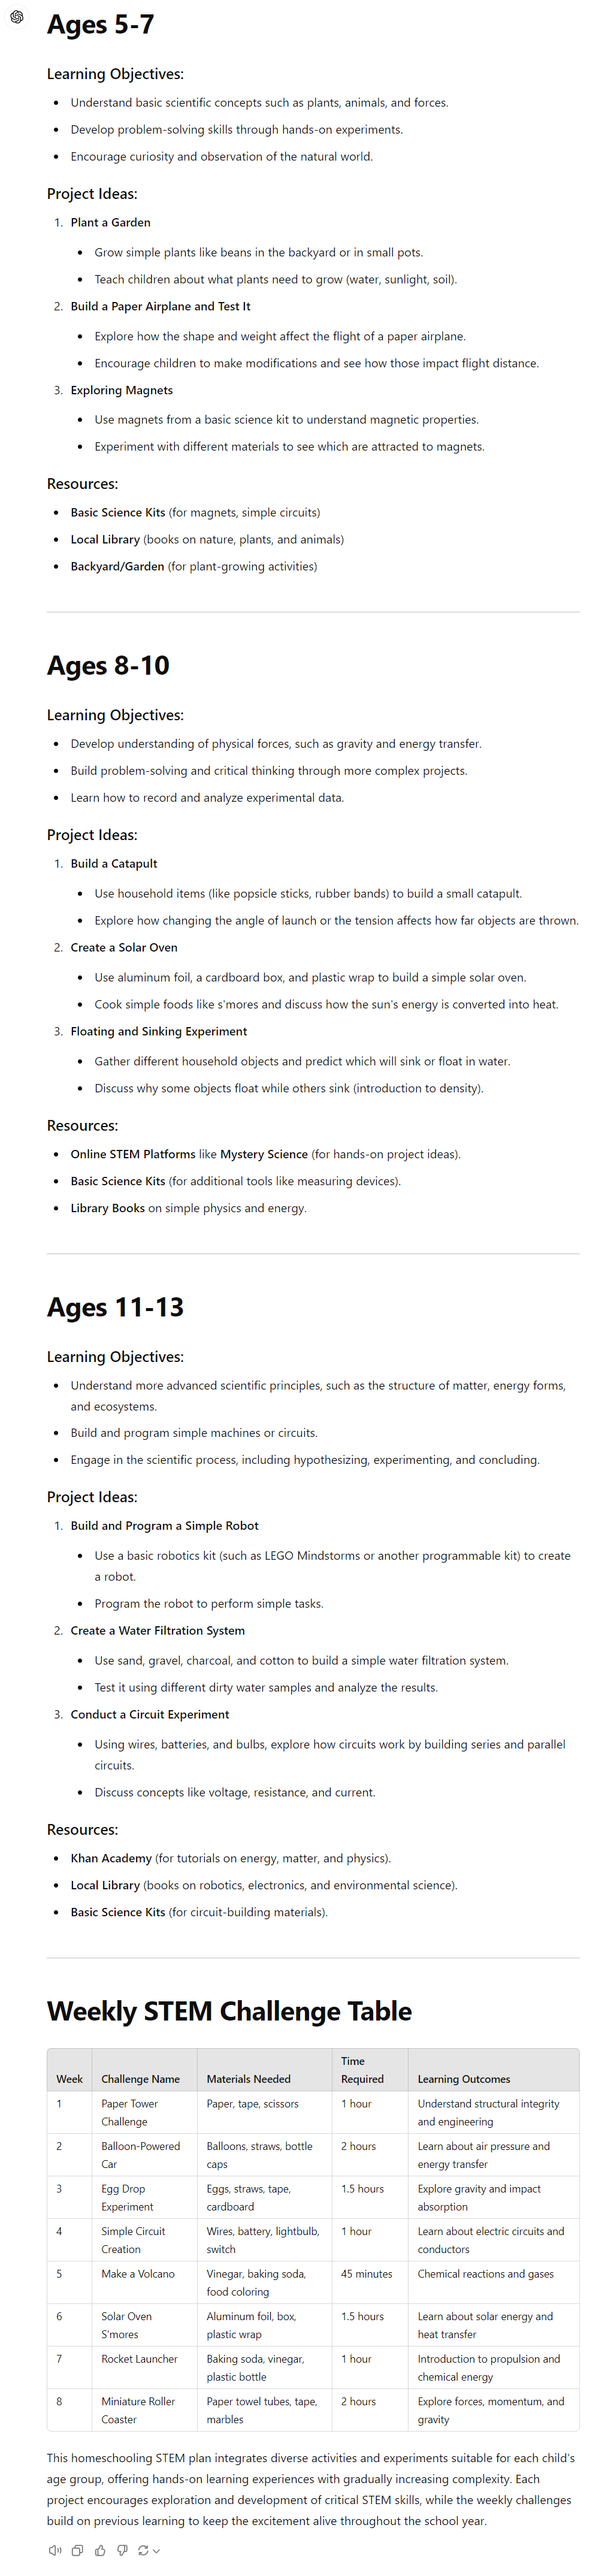 Ages 5-7
Learning Objectives:
• Understand basic scientific concepts such as plants, animals, and forces.
• Develop problem-solving skills through hands-on experiments.
• Encourage curiosity and observation of the natural world.
Project Ideas:
1. Plant a Garden
• Grow simple plants like beans in the backyard or in small pots.
• Teach children about what plants need to grow (water, sunlight, soil).
2. Build a Paper Airplane and Test It
• Explore how the shape and weight affect the flight of a paper airplane.
• Encourage children to make modifications and see how those impact flight distance.
3. Exploring Magnets
• Use magnets from a basic science kit to understand magnetic properties.
• Experiment with different materials to see which are attracted to magnets.
Resources:
• Basic Science Kits (for magnets, simple circuits)
• Local Library (books on nature, plants, and animals)
• Backyard/Garden (for plant-growing activities)
Ages 8-10
Learning Objectives:
• Develop understanding of physical forces, such as gravity and energy transfer.
• Build problem-solving and critical thinking through more complex projects.
• Learn how to record and analyze experimental data.
Project Ideas:
1. Build a Catapult
• Use household items (like popsicle sticks, rubber bands) to build a small catapult.
• Explore how changing the angle of launch or the tension affects how far objects are thrown.
2. Create a Solar Oven
• Use aluminum foil, a cardboard box, and plastic wrap to build a simple solar oven.
• Cook simple foods like s'mores and discuss how the sun's energy is converted into heat.
3. Floating and Sinking Experiment
• Gather different household objects and predict which will sink or float in water.
• Discuss why some objects float while others sink (introduction to density).
Resources:
• Online STEM Platforms like Mystery Science (for hands-on project ideas).
• Basic Science Kits (for additional tools like measuring devices).
• Library Books on simple physics and energy.
Ages 11-13
Learning Objectives:
• Understand more advanced scientific principles, such as the structure of matter, energy forms,
and ecosystems.
• Build and program simple machines or circuits.
• Engage in the scientific process, including hypothesizing, experimenting, and concluding.
Project Ideas:
1. Build and Program a Simple Robot
• Use a basic robotics kit (such as LEGO Mindstorms or another programmable kit) to create
a robot.
• Program the robot to perform simple tasks.
2. Create a Water Filtration System
• Use sand, gravel, charcoal, and cotton to build a simple water filtration system.
• Test it using different dirty water samples and analyze the results.
3. Conduct a Circuit Experiment
• Using wires, batteries, and bulbs, explore how circuits work by building series and parallel
circuits.
• Discuss concepts like voltage, resistance, and current.
Resources:
• Khan Academy (for tutorials on energy, matter, and physics).
• Local Library (books on robotics, electronics, and environmental science).
• Basic Science Kits (for circuit-building materials).
Weekly STEM Challenge Table
Week Challenge Name Materials Needed Time Required Learning Outcomes
1 Paper Tower Challenge Paper, tape, scissors 1 hour Understand structural integrity and engineering
2 Balloon-Powered Car Balloons, straws, bottle caps 2 hours Learn about air pressure and energy transfer
3 Egg Drop Experiment Eggs, straws, tape, cardboard 1.5 hours Explore gravity and impact absorption
4 Simple Circuit Creation Wires, battery, lightbulb, switch 1 hour Learn about electric circuits and conductors
5 Make a Volcano Vinegar, baking soda, food coloring 45 minutes Chemical reactions and gases
6 Solar Oven S'mores Aluminum foil, box, plastic wrap 1.5 hours Learn about solar energy and heat transfer
7 Rocket Launcher Baking soda, vinegar, plastic bottle 1 hour Introduction to propulsion and chemical energy
8 Miniature Roller Coaster Paper towel tubes, tape, marbles 2 hours Explore forces, momentum, and gravity
This homeschooling STEM plan integrates diverse activities and experiments suitable for each child's
age group, offering hands-on learning experiences with gradually increasing complexity. Each
project encourages exploration and development of critical STEM skills, while the weekly challenges
build on previous learning to keep the excitement alive throughout the school year.